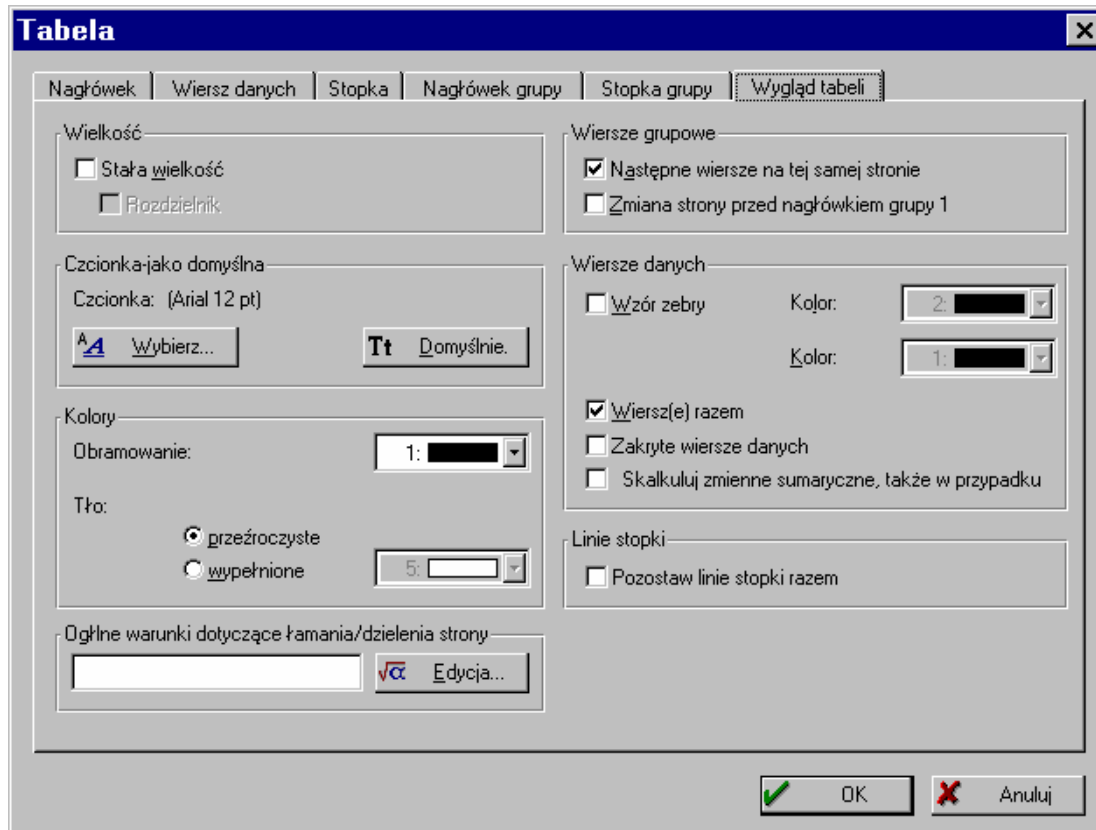 Tabela
Nagłówek Wiersz danych Stopka Nagłówek grupy Stopka grupy Wygląd tabeli
Wielkość
Stała wielkość
Rozdzielnik
Czcionka-jako domyślna
Czcionka: (Arial 12 pt)
Wybierz... Tt Domyślnie.
Kolory
Obramowanie: 1:
Tło:
przeźroczyste
wypełnione 5:
Ogłlne warunki dotyczące łamania/dzielenia strony
√α Edycja...
Wiersze grupowe
Następne wiersze na tej samej stronie
Zmiana strony przed nagłówkiem grupy 1
Wiersze danych
Wzór zebry Kolor: 2:
Kolor: 1:
Wiersz(e) razem
Zakryte wiersze danych
Skalkuluj zmienne sumaryczne, także w przypadku
Linie stopki
Pozostaw linie stopki razem
OK Anuluj